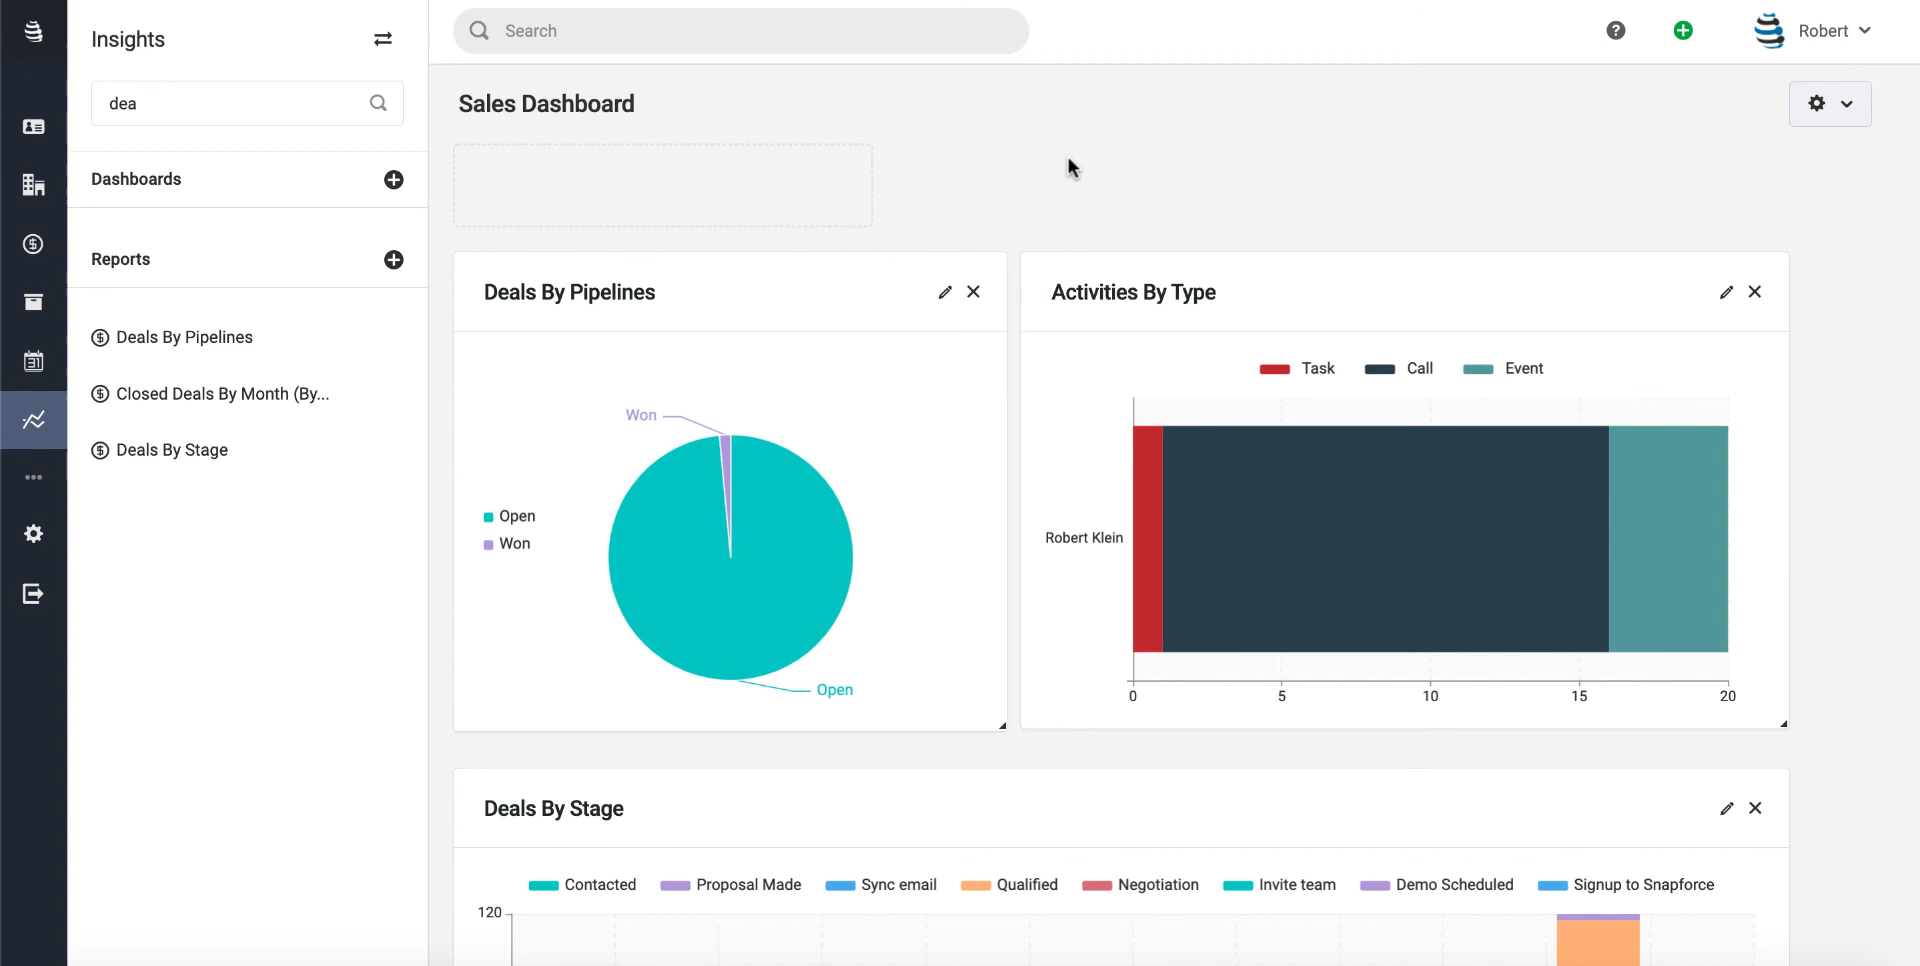 Insights
Search
Robert
dea
Sales Dashboard
Dashboards
Reports
Deals By Pipelines
Closed Deals By Month (By...
Deals By Stage
31
Deals By Pipelines
Won
Open
Won
Open
Activities By Type
Task Call Event
Robert Klein
0 5 10 15 20
Deals By Stage
Contacted Proposal Made Sync email Qualified Negotiation Invite team Demo Scheduled Signup to Snapforce
120